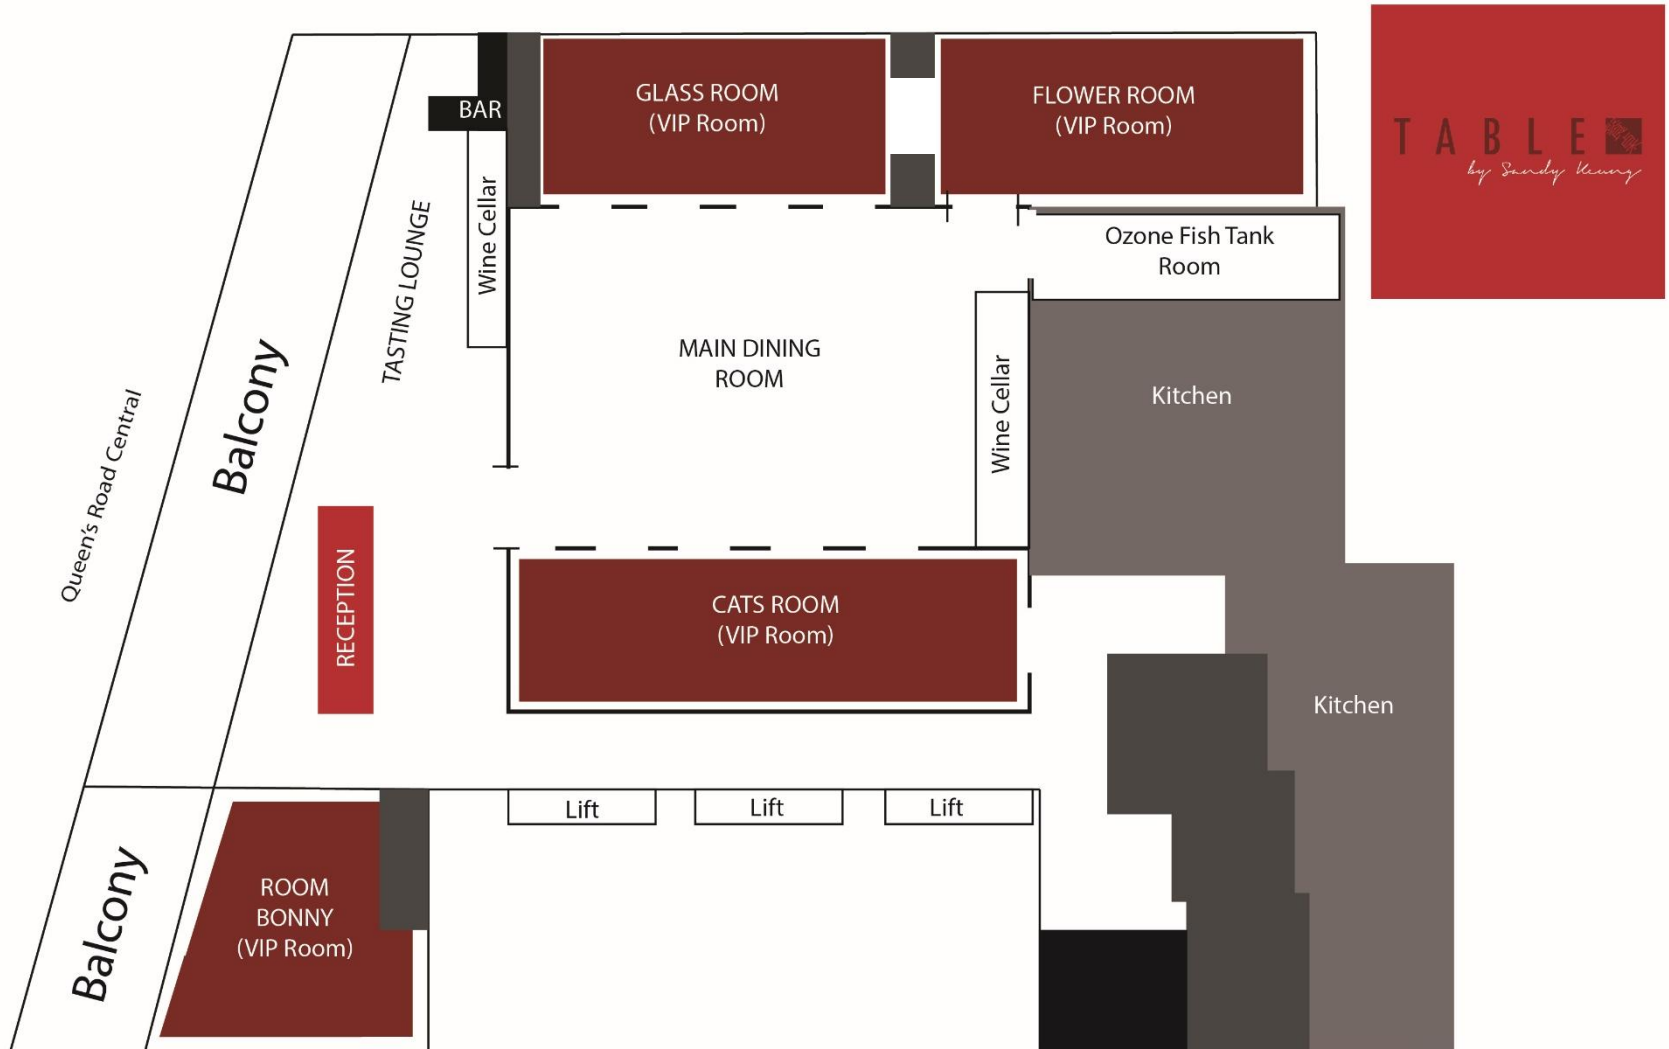 GLASS ROOM
(VIP Room)
FLOWER ROOM
(VIP Room)
TABLE
by Sandy Keung
BAR
Wine Cellar
TASTING LOUNGE
Ozone Fish Tank
Room
MAIN DINING
ROOM
Wine Cellar
Kitchen
Balcony
Queen's Road Central
RECEPTION
CATS ROOM
(VIP Room)
Kitchen
Lift
Lift
Lift
Balcony
ROOM
BONNY
(VIP Room)